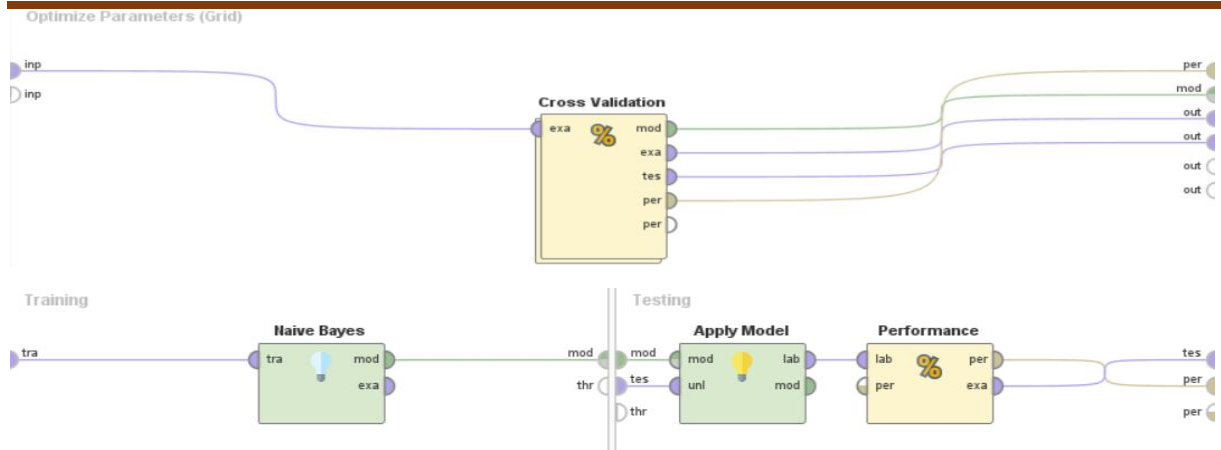 Optimize Parameters (Grid)
inp
inp
Cross Validation
exa
mod
exa
tes
per
per
per
mod
out
out
out
out
Training
tra
Naive Bayes
tra
mod
exa
mod
thr
Testing
mod
tes
thr
Apply Model
mod
unl
lab
mod
Performance
lab
per
per
exa
tes
per
per